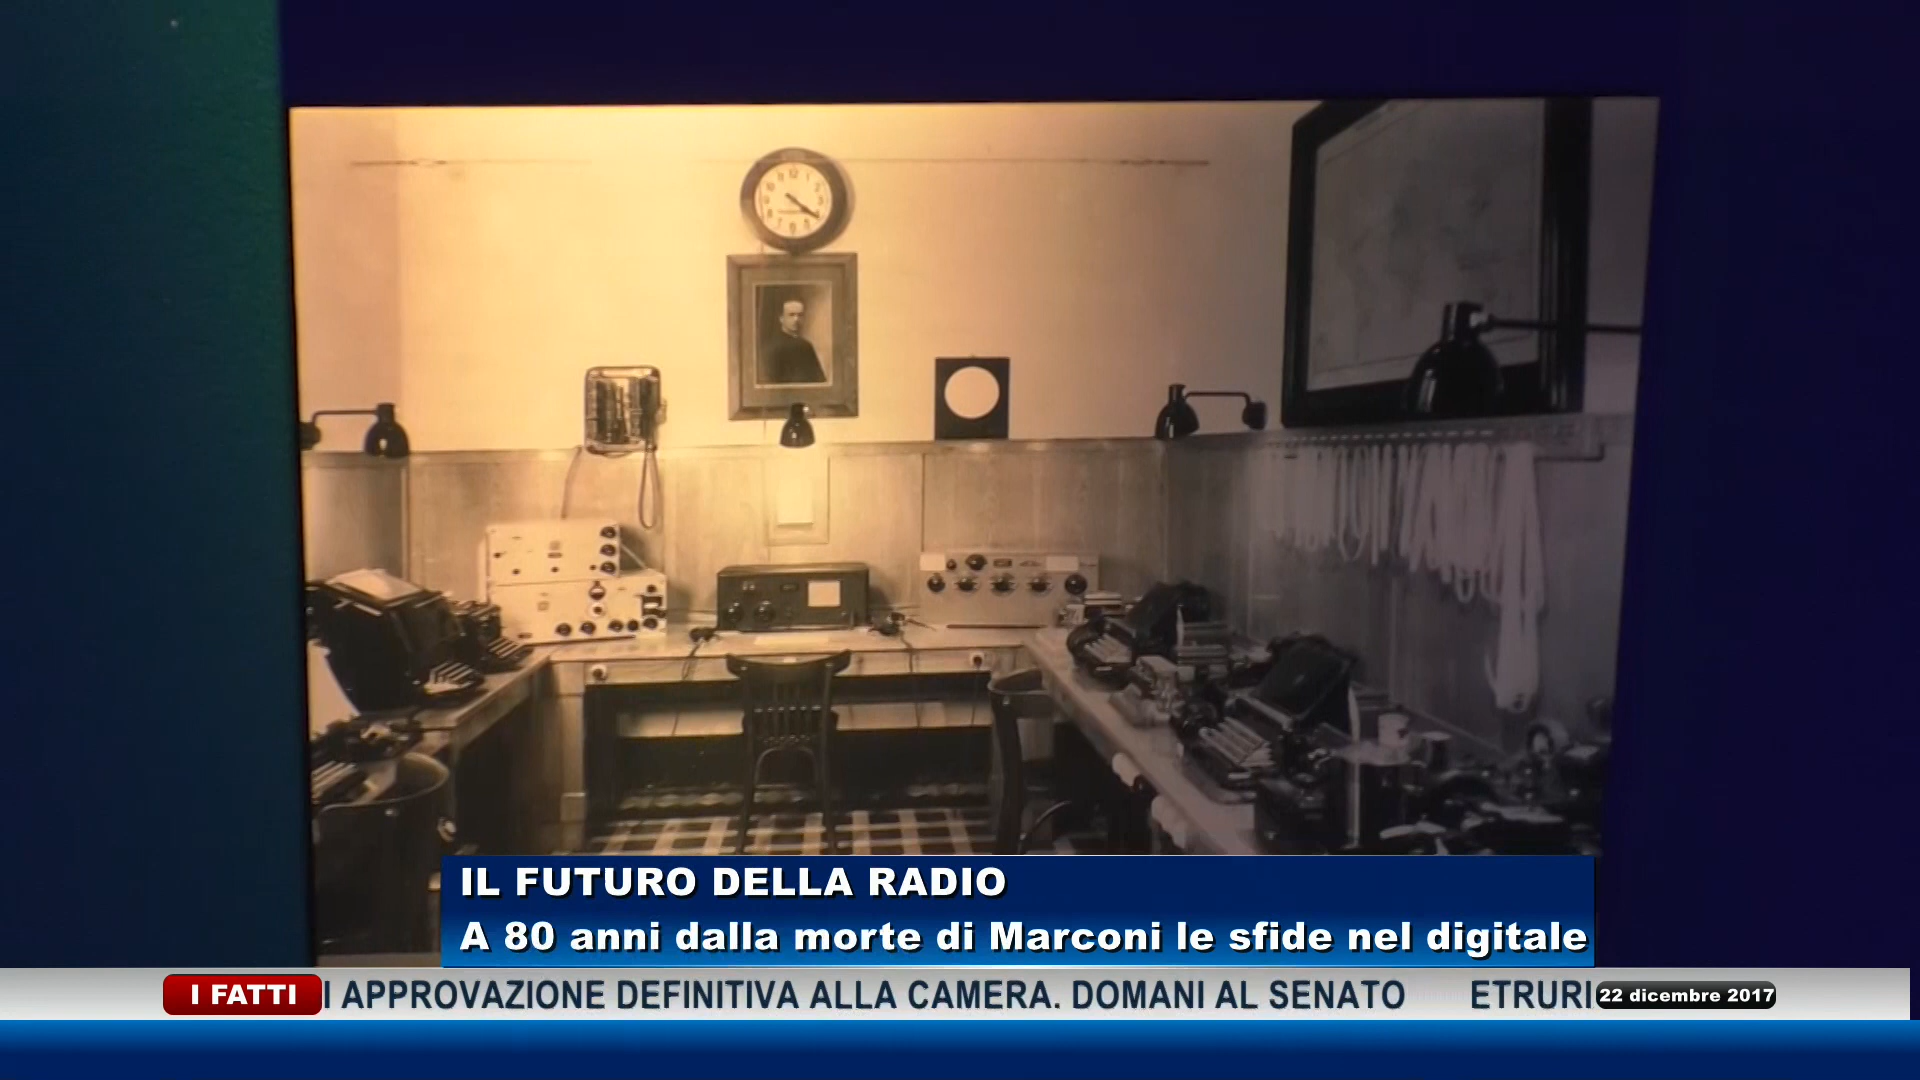 IL FUTURO DELLA RADIO
A 80 anni dalla morte di Marconi le sfide nel digitale
I FATTI
I APPROVAZIONE DEFINITIVA ALLA CAMERA. DOMANI AL SENATO ETRURI
22 dicembre 2017